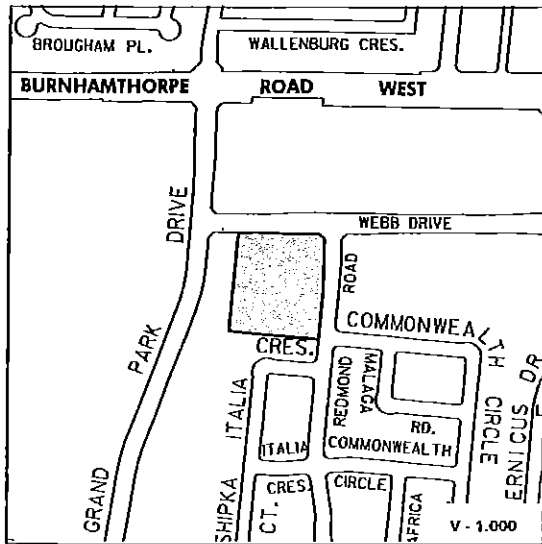 BROUGHAM PL.
WALLENBURG CRES.
BURNHAMTHORPE ROAD WEST
WEBB DRIVE
GRAND PARK DRIVE
REDMOND ROAD
COMMONWEALTH CIRCLE
CRES.
ITALIA
MALAGA RD.
ITALIA
CRES.
COMMONWEALTH
CIRCLE
SHIPKA
CT.
AFRICA
DR
V - 1.000